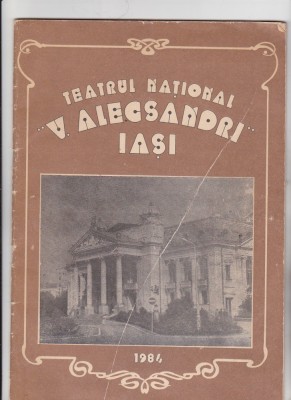 TEATRUL NAȚIONAL
"V. ALECSANDRI"
IAȘI
1984